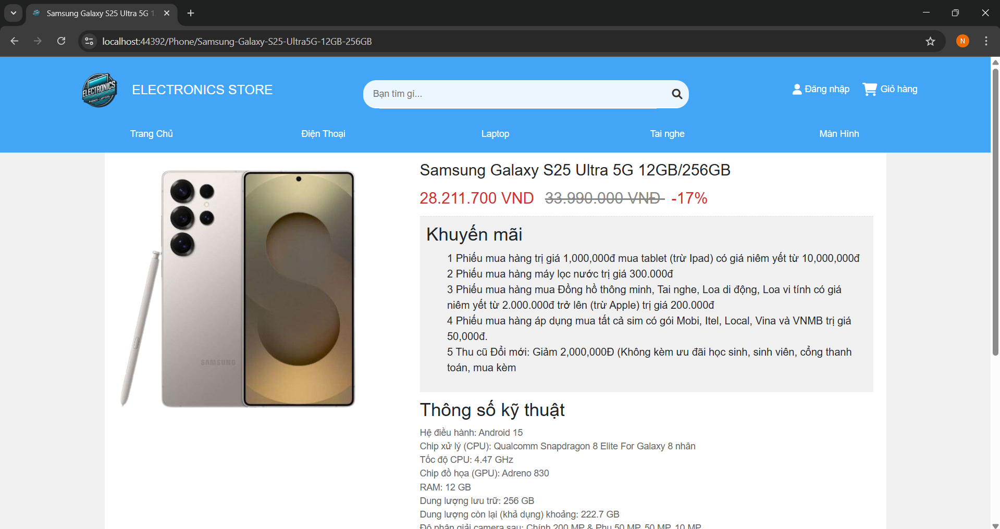 Samsung Galaxy S25 Ultra 5G 1
localhost:44392/Phone/Samsung-Galaxy-S25-Ultra5G-12GB-256GB
N
ELECTRONICS
PHONES - LAPTOPS
ELECTRONICS STORE
Bạn tìm gì...
Đăng nhập
Giỏ hàng
Trang Chủ
Điện Thoại
Laptop
Tai nghe
Màn Hình
SAMSUNG
Samsung Galaxy S25 Ultra 5G 12GB/256GB
28.211.700 VND 33.990.000 VNĐ -17%
Khuyến mãi
1 Phiếu mua hàng trị giá 1,000,000đ mua tablet (trừ Ipad) có giá niêm yết từ 10,000,000đ
2 Phiếu mua hàng máy lọc nước trị giá 300.000đ
3 Phiếu mua hàng mua Đồng hồ thông minh, Tai nghe, Loa di động, Loa vi tính có giá
niêm yết từ 2.000.000đ trở lên (trừ Apple) trị giá 200.000đ
4 Phiếu mua hàng áp dụng mua tất cả sim có gói Mobi, Itel, Local, Vina và VNMB trị giá
50,000đ.
5 Thu cũ Đổi mới: Giảm 2,000,000Đ (Không kèm ưu đãi học sinh, sinh viên, cổng thanh
toán, mua kèm
Thông số kỹ thuật
Hệ điều hành: Android 15
Chip xử lý (CPU): Qualcomm Snapdragon 8 Elite For Galaxy 8 nhân
Tốc độ CPU: 4.47 GHz
Chip đồ họa (GPU): Adreno 830
RAM: 12 GB
Dung lượng lưu trữ: 256 GB
Dung lượng còn lại (khả dụng) khoảng: 222.7 GB
Độ phân giải camera sau: Chính 200 MP & Phụ 50 MP, 50 MP, 10 MP